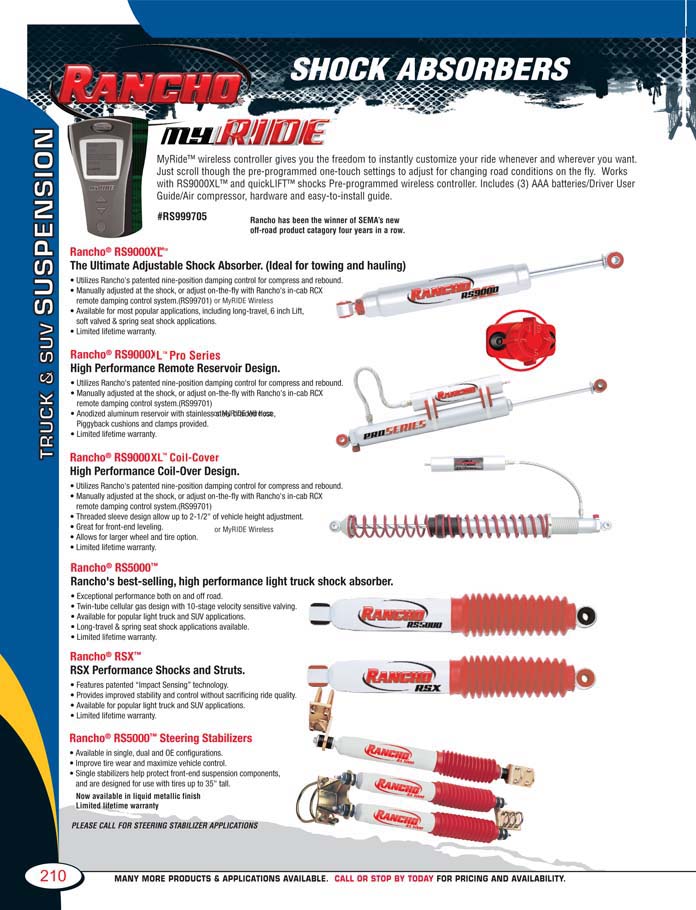 SHOCK ABSORBERS
RANCHO
myRIDE
MyRide™ wireless controller gives you the freedom to instantly customize your ride whenever and wherever you want.
Just scroll though the pre-programmed one-touch settings to adjust for changing road conditions on the fly. Works
with RS9000XL™ and quickLIFT™ shocks Pre-programmed wireless controller. Includes (3) AAA batteries/Driver User
Guide/Air compressor, hardware and easy-to-install guide.
#RS999705
Rancho has been the winner of SEMA's new
off-road product catagory four years in a row.
TRUCK & SUV SUSPENSION
Rancho® RS9000XL™
The Ultimate Adjustable Shock Absorber. (Ideal for towing and hauling)
• Utilizes Rancho's patented nine-position damping control for compress and rebound.
• Manually adjusted at the shock, or adjust on-the-fly with Rancho's in-cab RCX
remote damping control system.(RS99701) or MyRIDE Wireless
• Available for most popular applications, including long-travel, 6 inch Lift,
soft valved & spring seat shock applications.
• Limited lifetime warranty.
RANCHO
RS9000
Rancho® RS9000XL™ Pro Series
High Performance Remote Reservoir Design.
• Utilizes Rancho's patented nine-position damping control for compress and rebound.
• Manually adjusted at the shock, or adjust on-the-fly with Rancho's in-cab RCX
remote damping control system.(RS99701)
• Anodized aluminum reservoir with stainless
Piggyback cushions and clamps provided.
• Limited lifetime warranty.
RANCHO
PRO SERIES
Rancho® RS9000XL™ Coil-Cover
High Performance Coil-Over Design.
• Utilizes Rancho's patented nine-position damping control for compress and rebound.
• Manually adjusted at the shock, or adjust on-the-fly with Rancho's in-cab RCX
remote damping control system.(RS99701)
• Threaded sleeve design allow up to 2-1/2" of vehicle height adjustment.
• Great for front-end leveling. or MyRIDE Wireless
• Allows for larger wheel and tire option.
• Limited lifetime warranty.
Rancho® RS5000™
Rancho's best-selling, high performance light truck shock absorber.
• Exceptional performance both on and off road.
• Twin-tube cellular gas design with 10-stage velocity sensitive valving.
• Available for popular light truck and SUV applications.
• Long-travel & spring seat shock applications available.
• Limited lifetime warranty.
RANCHO
RS5000
Rancho® RSX™
RSX Performance Shocks and Struts.
• Features patented “Impact Sensing” technology.
• Provides improved stability and control without sacrificing ride quality.
• Available for popular light truck and SUV applications.
• Limited lifetime warranty.
RANCHO
RSX
Rancho® RS5000™ Steering Stabilizers
• Available in single, dual and OE configurations.
• Improve tire wear and maximize vehicle control.
• Single stabilizers help protect front-end suspension components,
and are designed for use with tires up to 35" tall.
Now available in liquid metallic finish
Limited lifetime warranty
RANCHO
RS 5000
RANCHO
RS 5000
RANCHO
RS 5000
PLEASE CALL FOR STEERING STABILIZER APPLICATIONS
210
MANY MORE PRODUCTS & APPLICATIONS AVAILABLE. CALL OR STOP BY TODAY FOR PRICING AND AVAILABILITY.